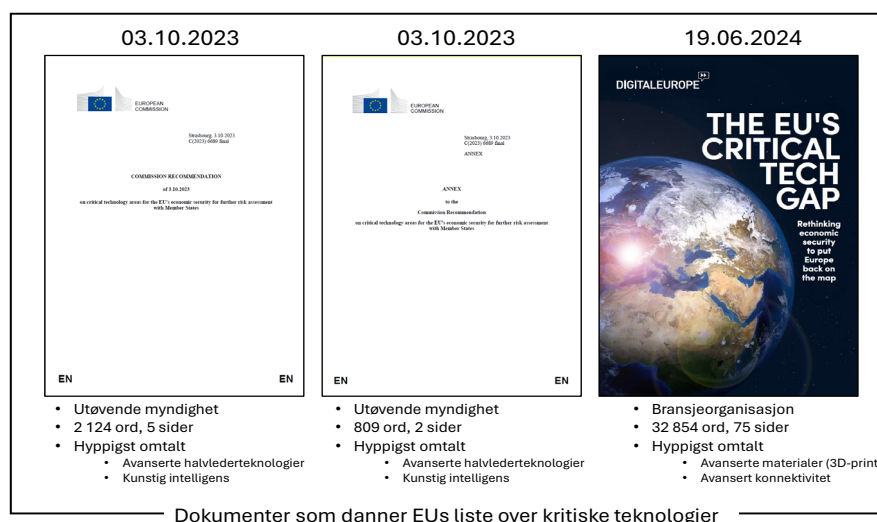 03.10.2023
EUROPEAN
COMMISSION
Strasbourg, 3.10.2023
C(2023) 6689 final
COMMISSION RECOMMENDATION
of 3.10.2023
on critical technology areas for the EU's economic security for further risk assessment
with Member States
EN EN
• Utøvende myndighet
• 2 124 ord, 5 sider
• Hyppigst omtalt
• Avanserte halvlederteknologier
• Kunstig intelligens
03.10.2023
EUROPEAN
COMMISSION
Strasbourg, 3.10.2023
C(2023) 6689 final
ANNEX
ANNEX
to the
Commission Recommendation
on critical technology areas for the EU's economic security for further risk assessment
with Member States
EN EN
• Utøvende myndighet
• 809 ord, 2 sider
• Hyppigst omtalt
• Avanserte halvlederteknologier
• Kunstig intelligens
19.06.2024
DIGITALEUROPE
THE EU'S
CRITICAL
TECH
GAP
Rethinking
economic
security
to put
Europe
back on
the map
• Bransjeorganisasjon
• 32 854 ord, 75 sider
• Hyppigst omtalt
• Avanserte materialer (3D-print
• Avansert konnektivitet
Dokumenter som danner EUs liste over kritiske teknologier